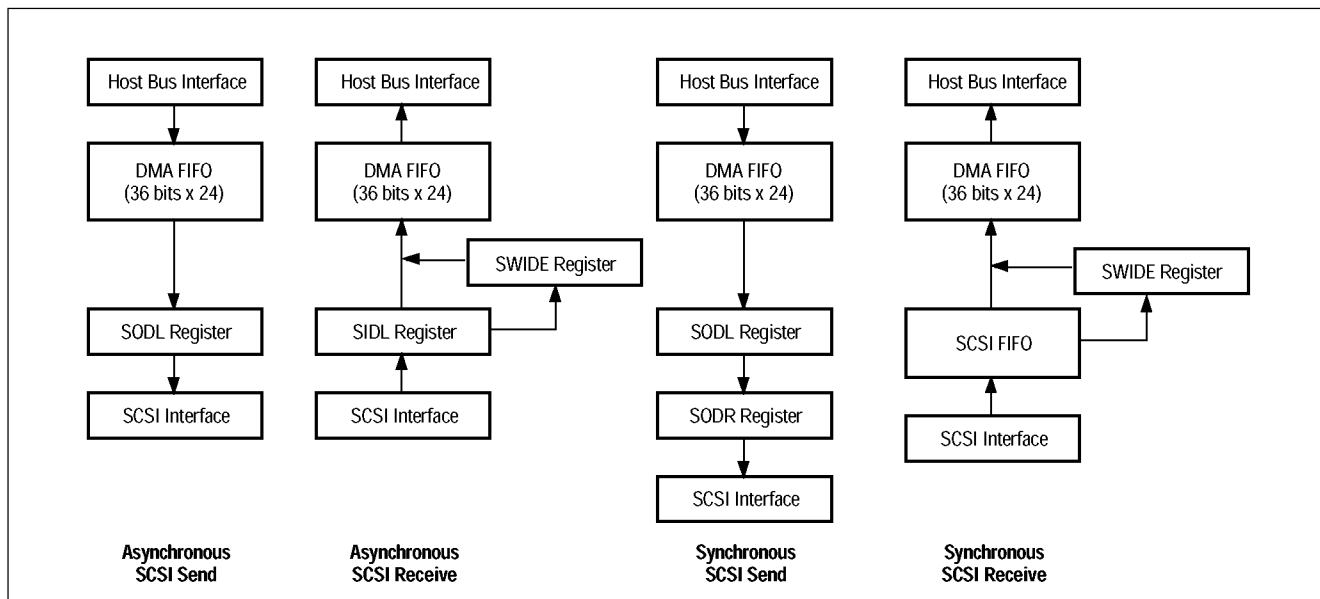 Host Bus Interface
DMA FIFO
(36 bits x 24)
SODL Register
SCSI Interface
Asynchronous
SCSI Send
Host Bus Interface
DMA FIFO
(36 bits x 24)
SWIDE Register
SIDL Register
SCSI Interface
Asynchronous
SCSI Receive
Host Bus Interface
DMA FIFO
(36 bits x 24)
SODL Register
SODR Register
SCSI Interface
Synchronous
SCSI Send
Host Bus Interface
DMA FIFO
(36 bits x 24)
SWIDE Register
SCSI FIFO
SCSI Interface
Synchronous
SCSI Receive